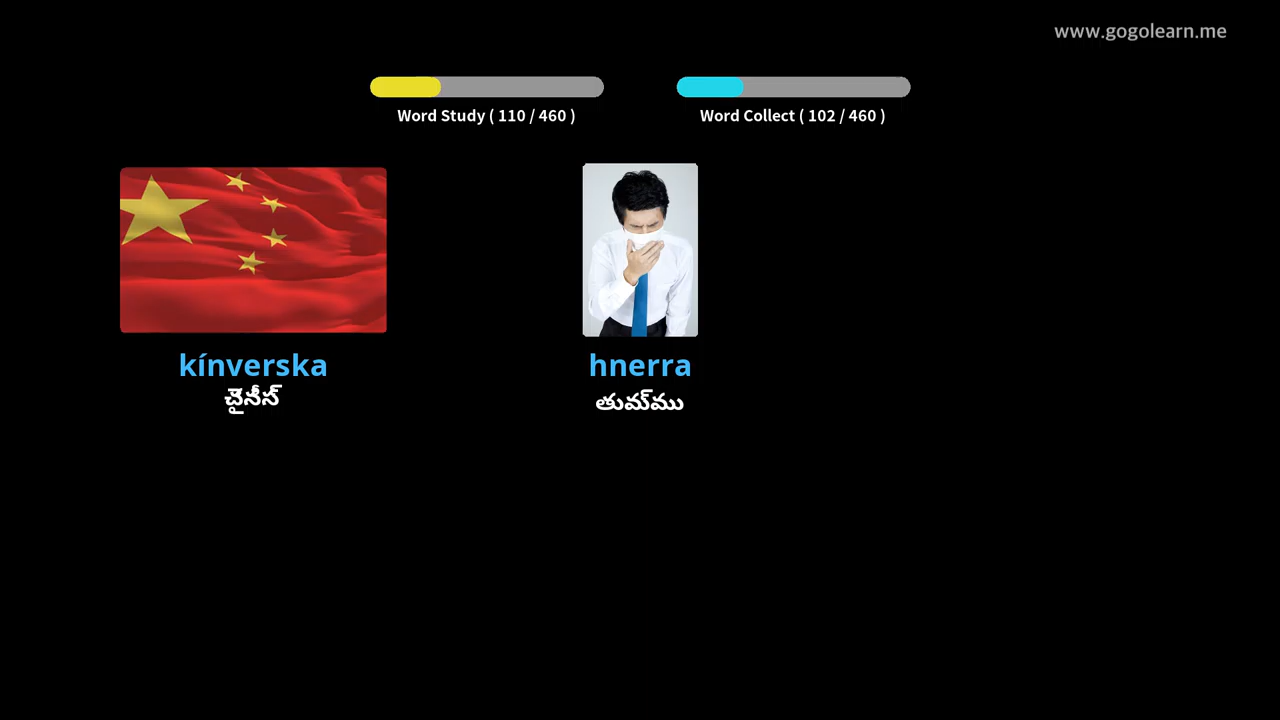 www.gogolearn.me
Word Study ( 110 / 460 )
Word Collect ( 102 / 460 )
kínverska
చైనీస్
hnerra
తుమ్ము